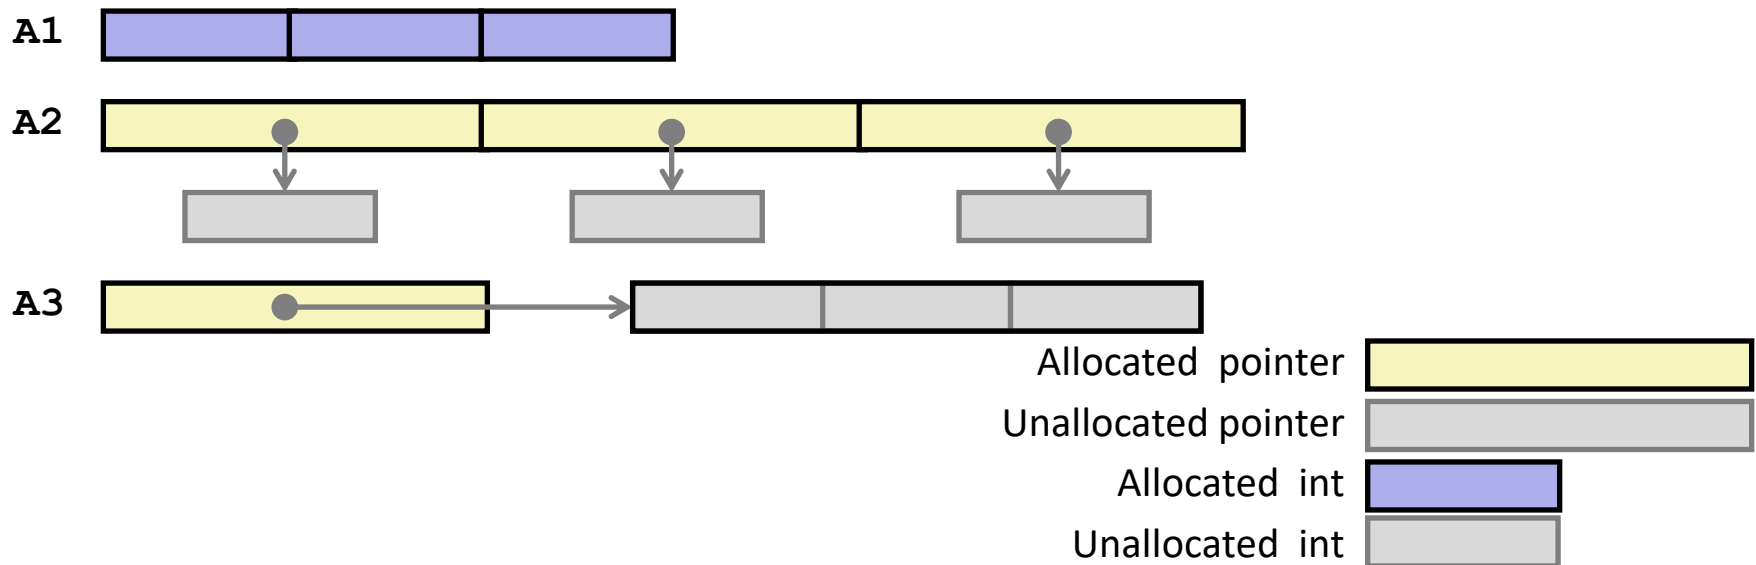 A1
A2
A3
Allocated pointer
Unallocated pointer
Allocated int
Unallocated int